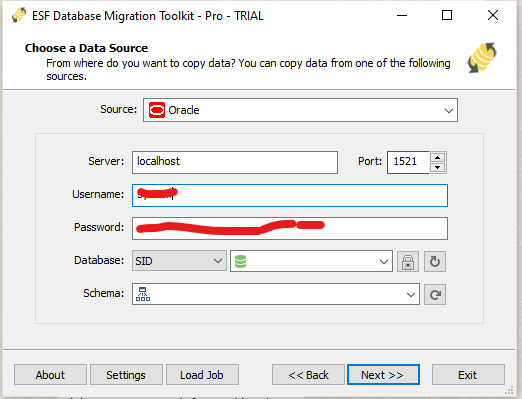 ESF Database Migration Toolkit - Pro - TRIAL
Choose a Data Source
From where do you want to copy data? You can copy data from one of the following
sources.
Source: Oracle
Server: localhost Port: 1521
Username:
Password:
Database: SID
Schema:
About Settings Load Job << Back Next >> Exit